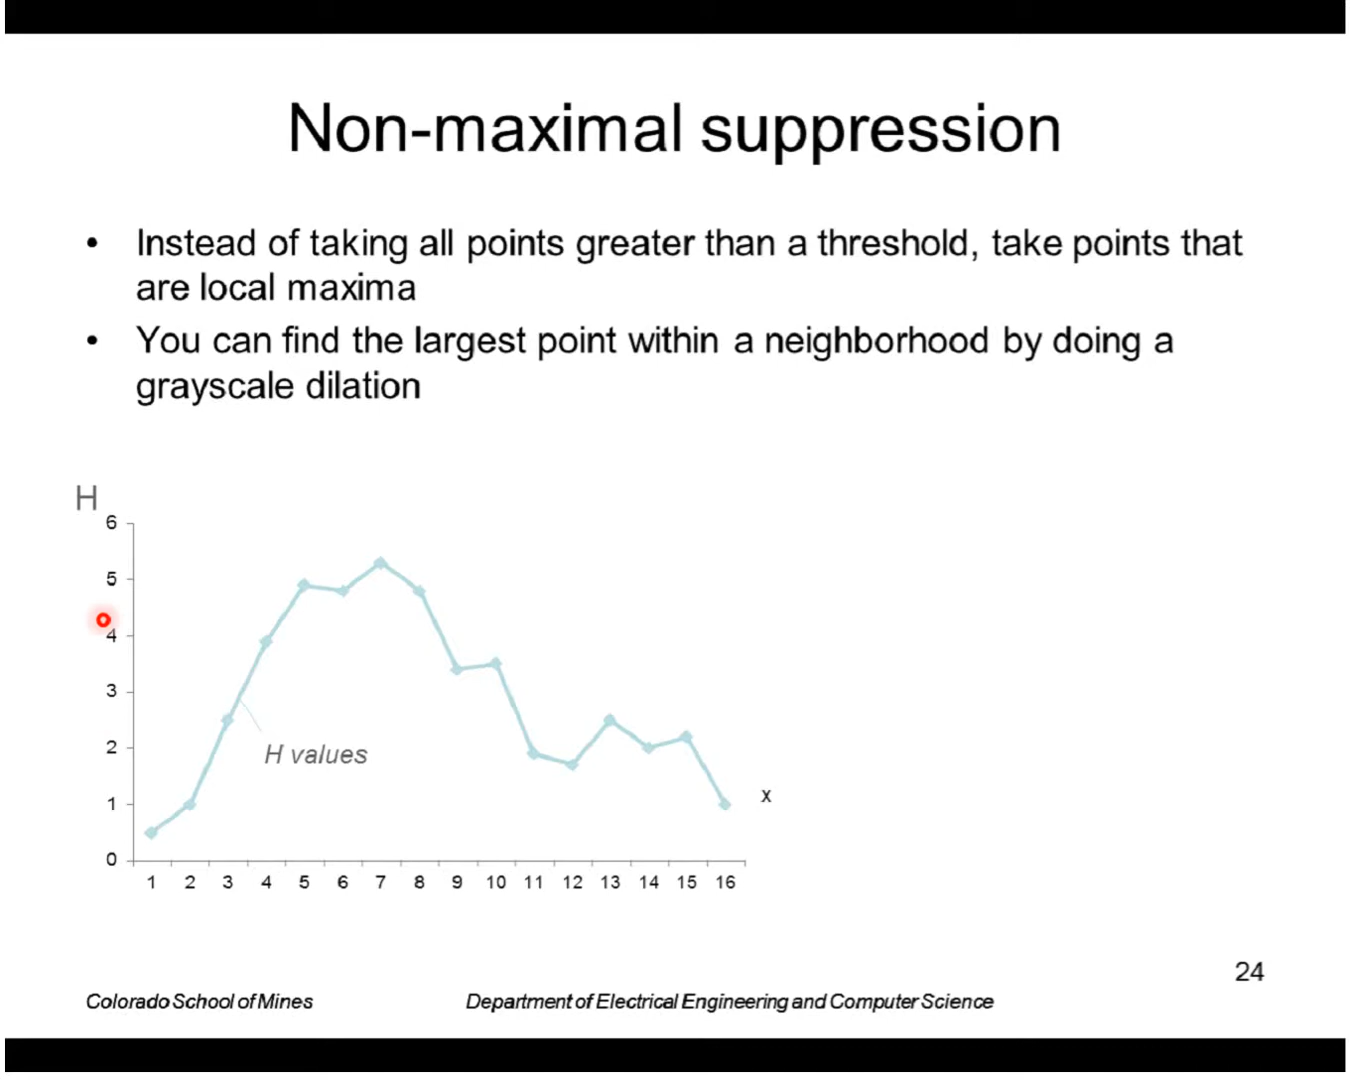 Non-maximal suppression
• Instead of taking all points greater than a threshold, take points that
are local maxima
• You can find the largest point within a neighborhood by doing a
grayscale dilation
H
6
5
4
3
2
1
0
H values
x
1 2 3 4 5 6 7 8 9 10 11 12 13 14 15 16
24
Colorado School of Mines Department of Electrical Engineering and Computer Science